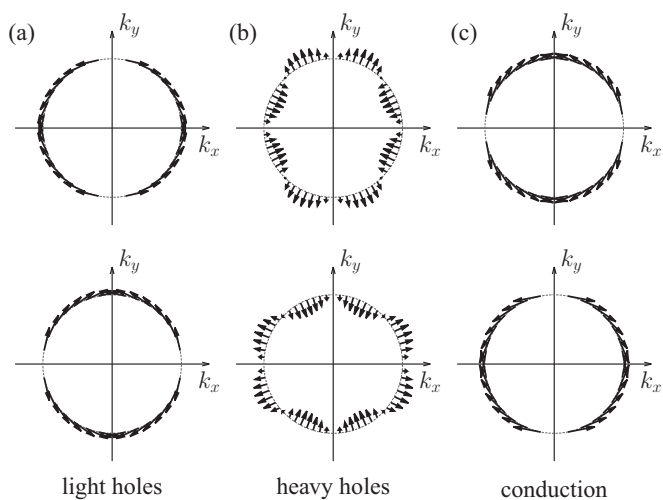 (a) (b) (c)
k_y k_y k_y
k_x k_x k_x
k_y k_y k_y
k_x k_x k_x
light holes heavy holes conduction